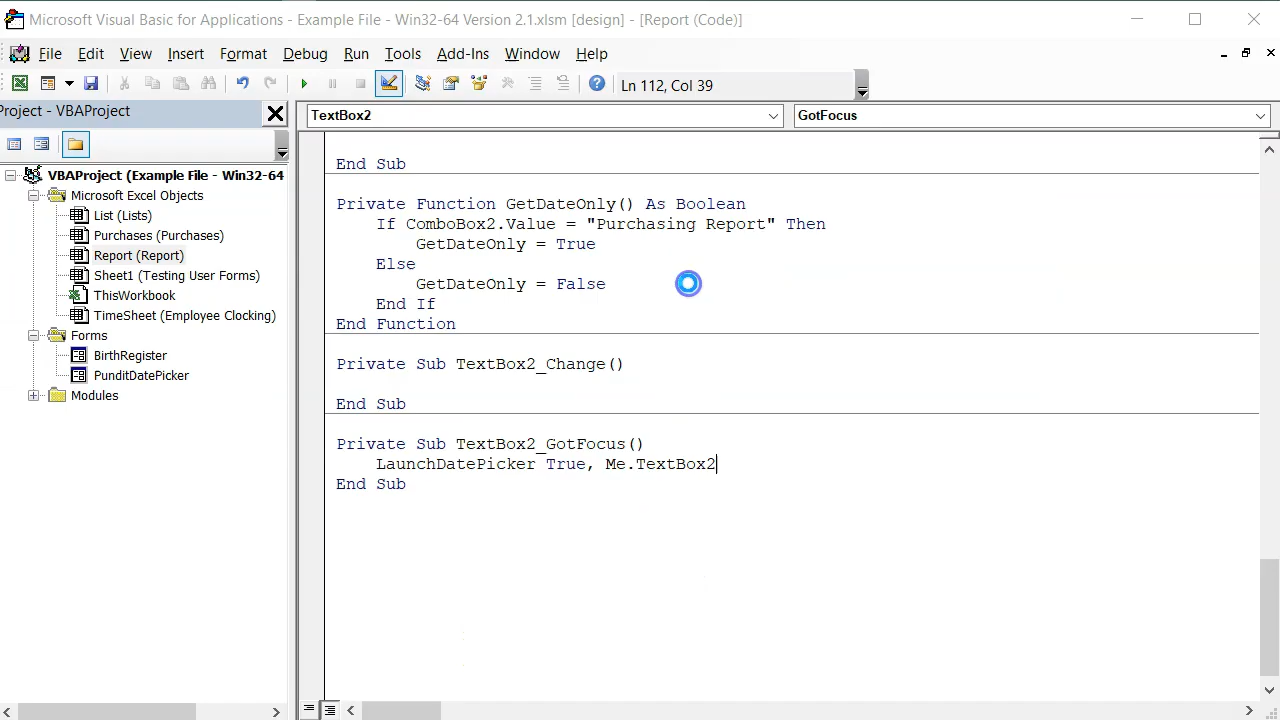 Microsoft Visual Basic for Applications - Example File - Win32-64 Version 2.1.xlsm [design] - [Report (Code)]
File Edit View Insert Format Debug Run Tools Add-Ins Window Help
Ln 112, Col 39
Project - VBAProject
TextBox2
GotFocus
VBAProject (Example File - Win32-64
Microsoft Excel Objects
List (Lists)
Purchases (Purchases)
Report (Report)
Sheet1 (Testing User Forms)
ThisWorkbook
TimeSheet (Employee Clocking)
Forms
BirthRegister
PunditDatePicker
Modules
End Sub
Private Function GetDateOnly() As Boolean
If ComboBox2.Value = "Purchasing Report" Then
GetDateOnly = True
Else
GetDateOnly = False
End If
End Function
Private Sub TextBox2_Change()
End Sub
Private Sub TextBox2_GotFocus()
LaunchDatePicker True, Me.TextBox2
End Sub